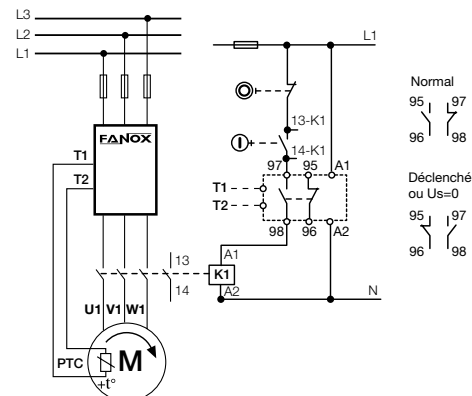 L3
L2
L1
FANOX
T1
T2
U1 V1 W1
PTC
M
+t°
13
14
L1
13-K1
14-K1
97 95 A1
T1
T2
98 96 A2
A1
K1
A2
N
Normal
95 97
96 98
Déclenché
ou Us=0
95 97
96 98